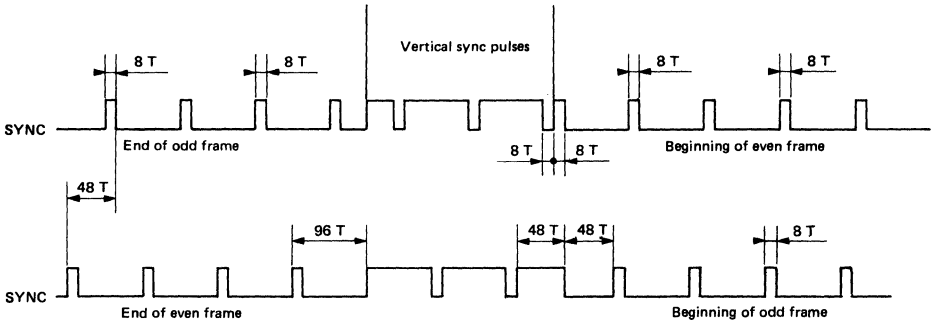 Vertical sync pulses
8 T
8 T
8 T
8 T
SYNC
End of odd frame
8 T
8 T
Beginning of even frame
48 T
96 T
48 T
48 T
8 T
SYNC
End of even frame
Beginning of odd frame